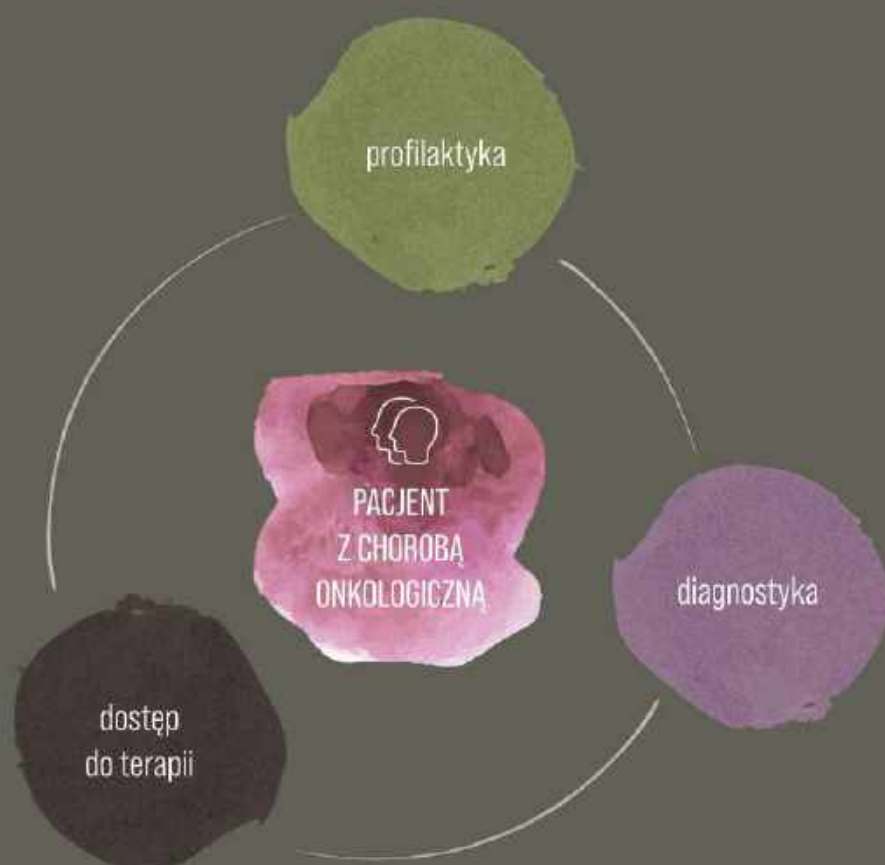 profilaktyka
PACJENT
Z CHOROBĄ
ONKOLOGICZNĄ
diagnostyka
dostęp
do terapii